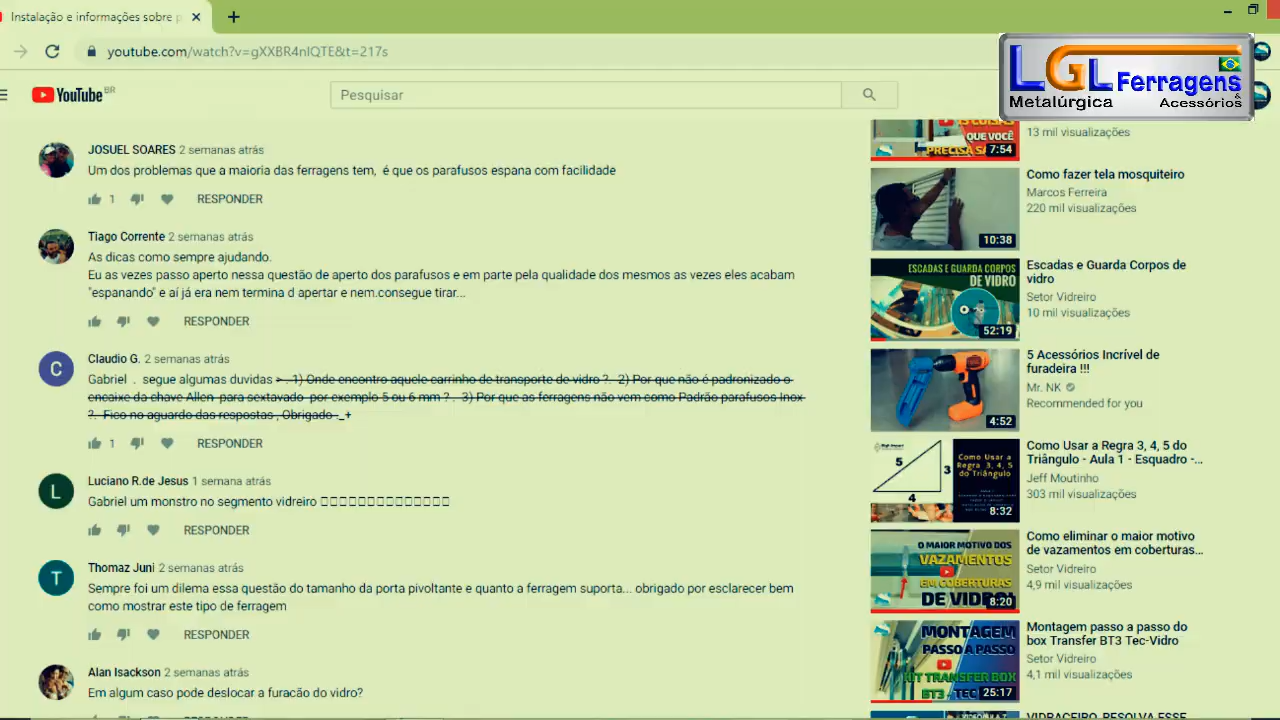 Instalação e informações sobre p
youtube.com/watch?v=gXXBR4nlQTE&t=217s
LGL Ferragens
Metalúrgica & Acessórios
YouTube BR
Pesquisar
JOSUEL SOARES 2 semanas atrás
Um dos problemas que a maioria das ferragens tem, é que os parafusos espana com facilidade
1 RESPONDER
Tiago Corrente 2 semanas atrás
As dicas como sempre ajudando.
Eu as vezes passo aperto nessa questão de aperto dos parafusos e em parte pela qualidade dos mesmos as vezes eles acabam
"espanando" e aí já era nem termina d apertar e nem.consegue tirar...
RESPONDER
C
Claudio G. 2 semanas atrás
Gabriel . segue algumas duvidas > . 1) Onde encontro aquele carrinho de transporte de vidro ?. 2) Por que não é padronizado o
encaixe da chave Allen para sextavado por exemplo 5 ou 6 mm ? . 3) Por que as ferragens não vem como Padrão parafusos Inox
?. Fico no aguardo das respostas , Obrigado -_+
1 RESPONDER
L
Luciano R.de Jesus 1 semana atrás
Gabriel um monstro no segmento vidreiro
RESPONDER
T
Thomaz Juni 2 semanas atrás
Sempre foi um dilema essa questão do tamanho da porta pivoltante e quanto a ferragem suporta... obrigado por esclarecer bem
como mostrar este tipo de ferragem
RESPONDER
Alan Isackson 2 semanas atrás
Em algum caso pode deslocar a furacão do vidro?
RESPONDER
QUE VOCÊ
7:54
13 mil visualizações
10:38
Como fazer tela mosquiteiro
Marcos Ferreira
220 mil visualizações
ESCADAS E GUARDA CORPOS
DE VIDRO
52:19
Escadas e Guarda Corpos de
vidro
Setor Vidreiro
10 mil visualizações
4:52
5 Acessórios Incrível de
furadeira !!!
Mr. NK
Recommended for you
5
3
4
Como Usar a
Regra 3, 4, 5
do Triângulo
8:32
Como Usar a Regra 3, 4, 5 do
Triângulo - Aula 1 - Esquadro -...
Jeff Moutinho
303 mil visualizações
O MAIOR MOTIVO DOS
VAZAMENTOS
EM COBERTURAS
DE VIDRO!
8:20
Como eliminar o maior motivo
de vazamentos em coberturas...
Setor Vidreiro
4,9 mil visualizações
MONTAGEM
PASSO A PASSO
KIT TRANSFER BOX
BT3 - TEC
25:17
Montagem passo a passo do
box Transfer BT3 Tec-Vidro
Setor Vidreiro
4,1 mil visualizações
VIDRACEIRO, RESOLVA ESSE